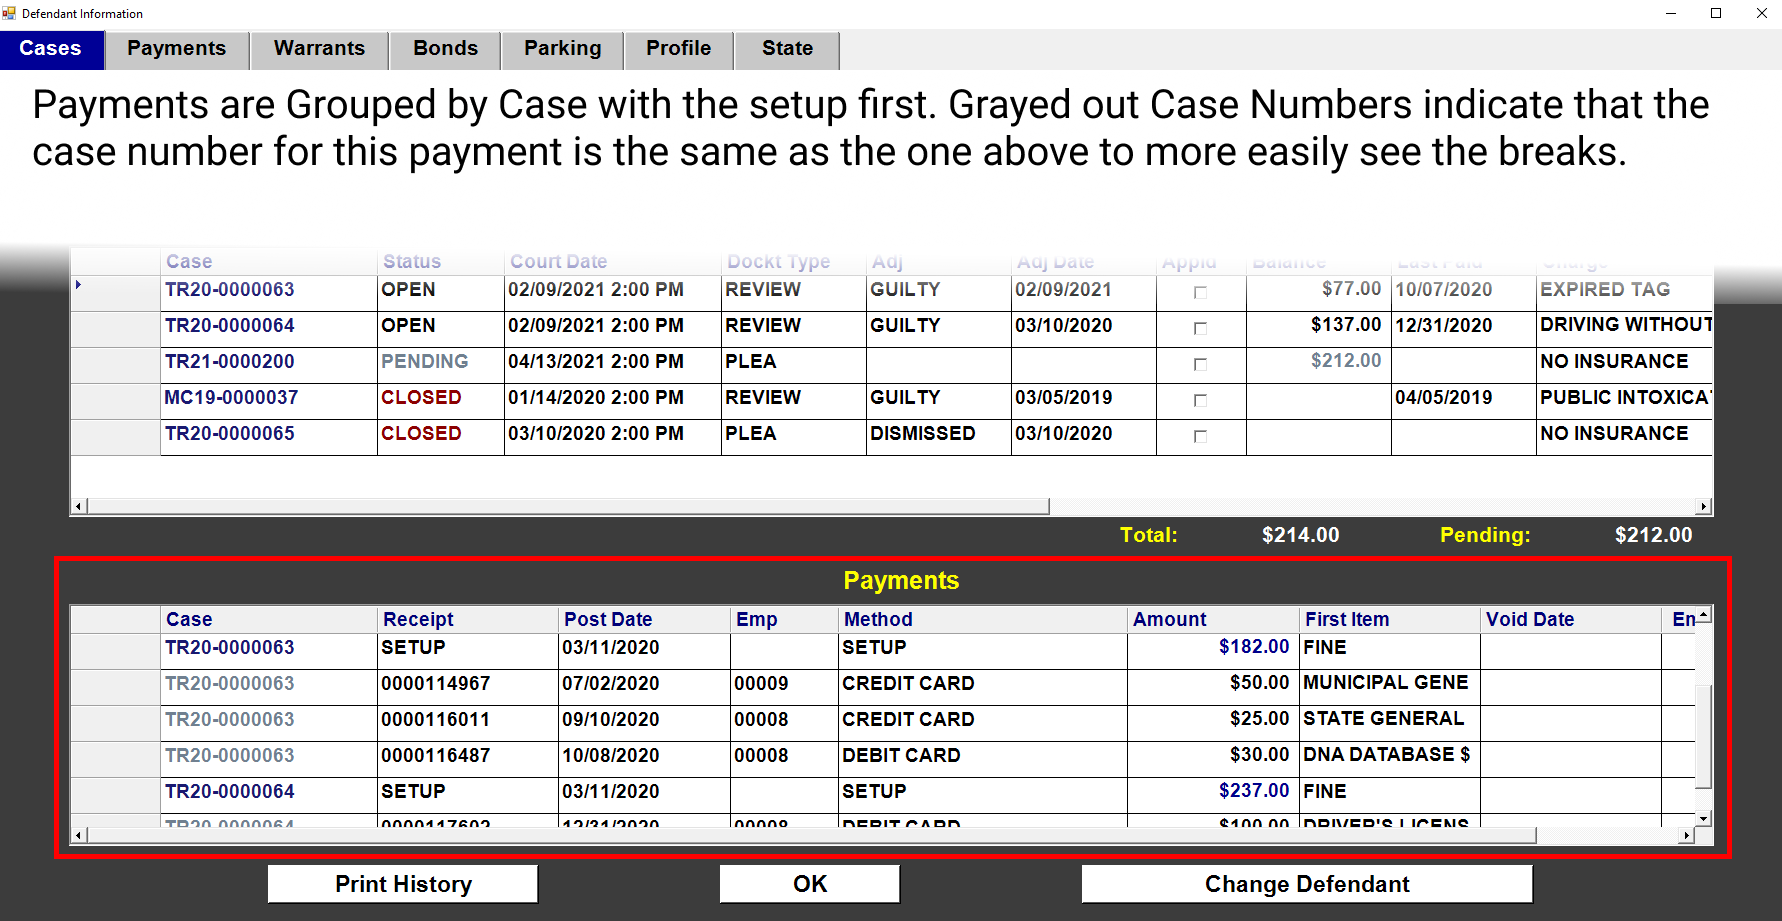 Defendant Information
Cases Payments Warrants Bonds Parking Profile State
Payments are Grouped by Case with the setup first. Grayed out Case Numbers indicate that the
case number for this payment is the same as the one above to more easily see the breaks.
Case Status Court Date Dockt Type Adj Adj Date Appld Balance Last Paid Charge
TR20-0000063 OPEN 02/09/2021 2:00 PM REVIEW GUILTY 02/09/2021 $77.00 10/07/2020 EXPIRED TAG
TR20-0000064 OPEN 02/09/2021 2:00 PM REVIEW GUILTY 03/10/2020 $137.00 12/31/2020 DRIVING WITHOUT
TR21-0000200 PENDING 04/13/2021 2:00 PM PLEA $212.00 NO INSURANCE
MC19-0000037 CLOSED 01/14/2020 2:00 PM REVIEW GUILTY 03/05/2019 04/05/2019 PUBLIC INTOXICA
TR20-0000065 CLOSED 03/10/2020 2:00 PM PLEA DISMISSED 03/10/2020 NO INSURANCE
Total: $214.00 Pending: $212.00
Payments
Case Receipt Post Date Emp Method Amount First Item Void Date En
TR20-0000063 SETUP 03/11/2020 SETUP $182.00 FINE
TR20-0000063 0000114967 07/02/2020 00009 CREDIT CARD $50.00 MUNICIPAL GENE
TR20-0000063 0000116011 09/10/2020 00008 CREDIT CARD $25.00 STATE GENERAL
TR20-0000063 0000116487 10/08/2020 00008 DEBIT CARD $30.00 DNA DATABASE $
TR20-0000064 SETUP 03/11/2020 SETUP $237.00 FINE
TR20-0000064 12/31/2020 DEBIT CARD $100.00 DRIVER'S LICENS
Print History OK Change Defendant